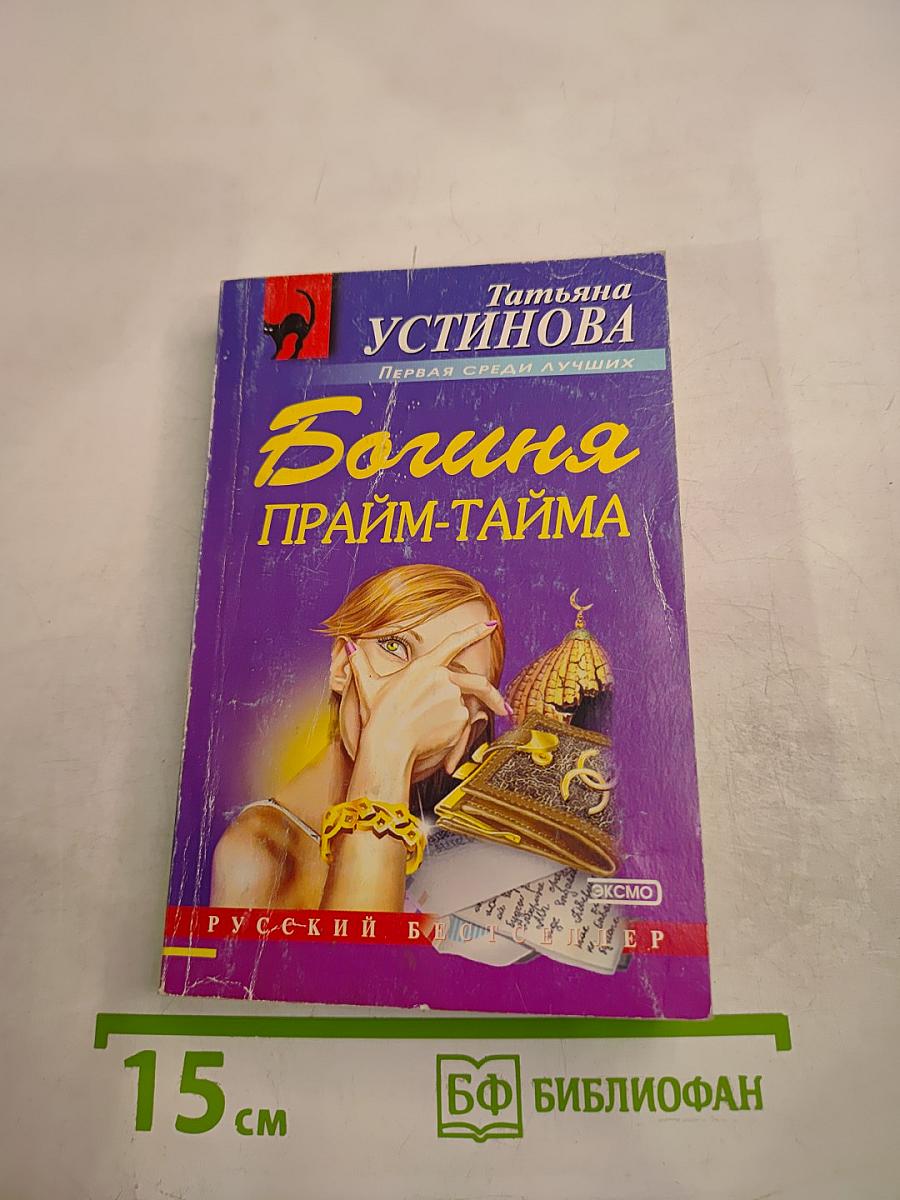 Татьяна
УСТИНОВА
ПЕРВАЯ СРЕДИ ЛУЧШИХ
Богиня
ПРАЙМ-ТАЙМА
ЭКСМО
РУССКИЙ БЕСТСЕЛЛЕР
15 см
БФ БИБЛИОФАН